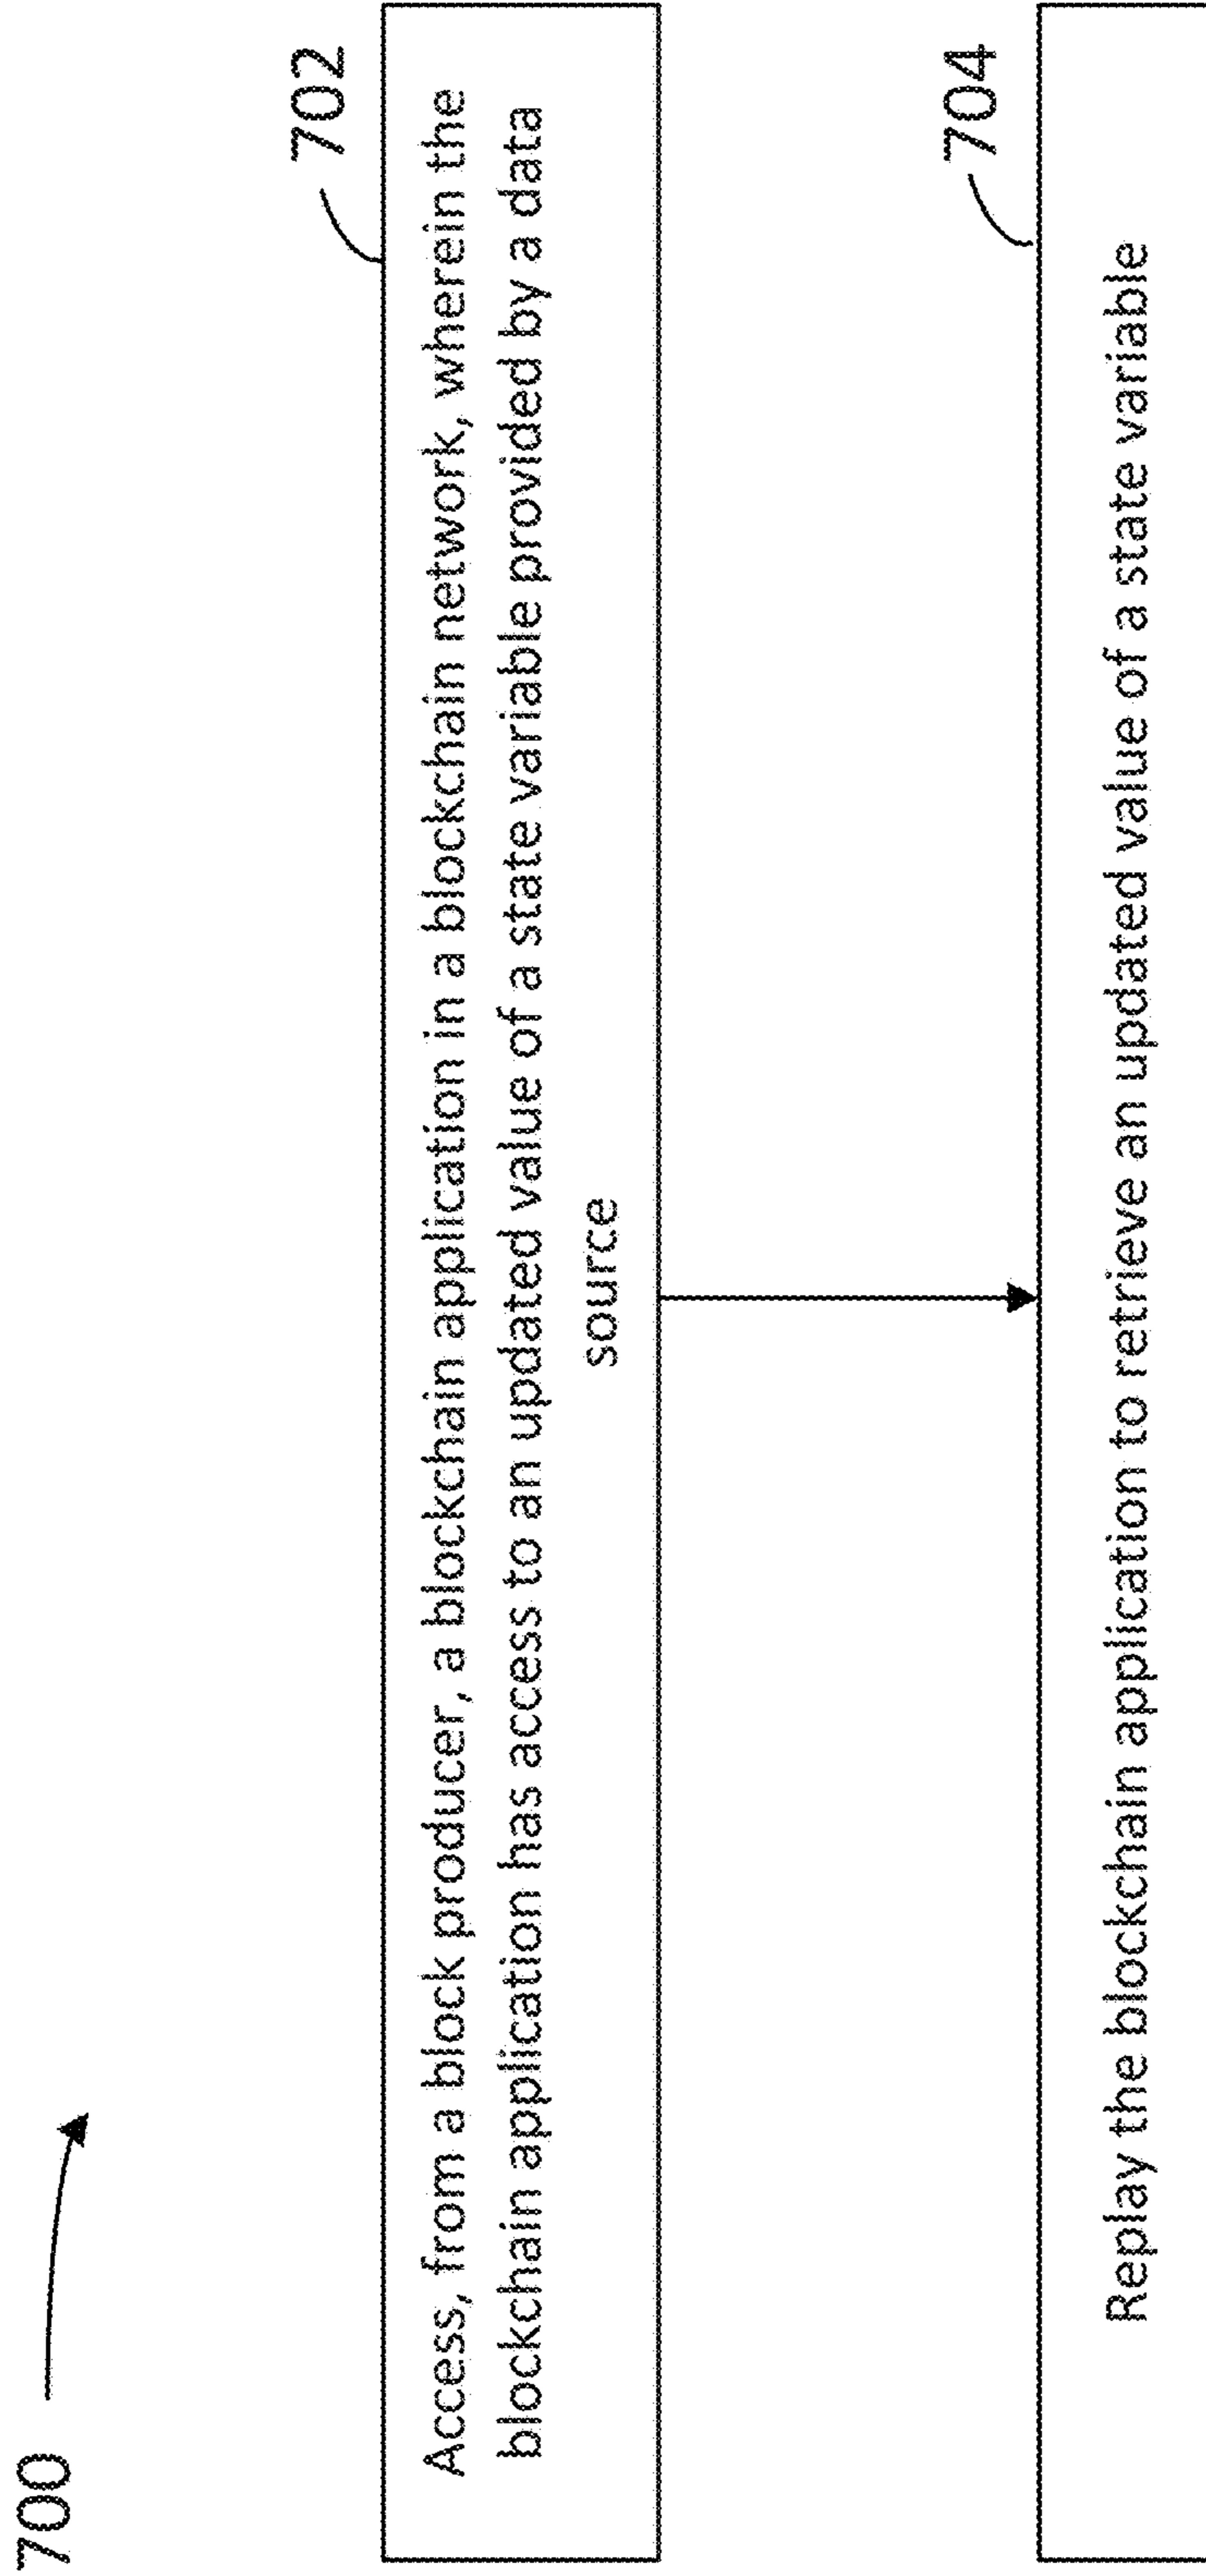 700
702
Access, from a block producer, a blockchain application in a blockchain network, wherein the
blockchain application has access to an updated value of a state variable provided by a data
source
704
Replay the blockchain application to retrieve an updated value of a state variable